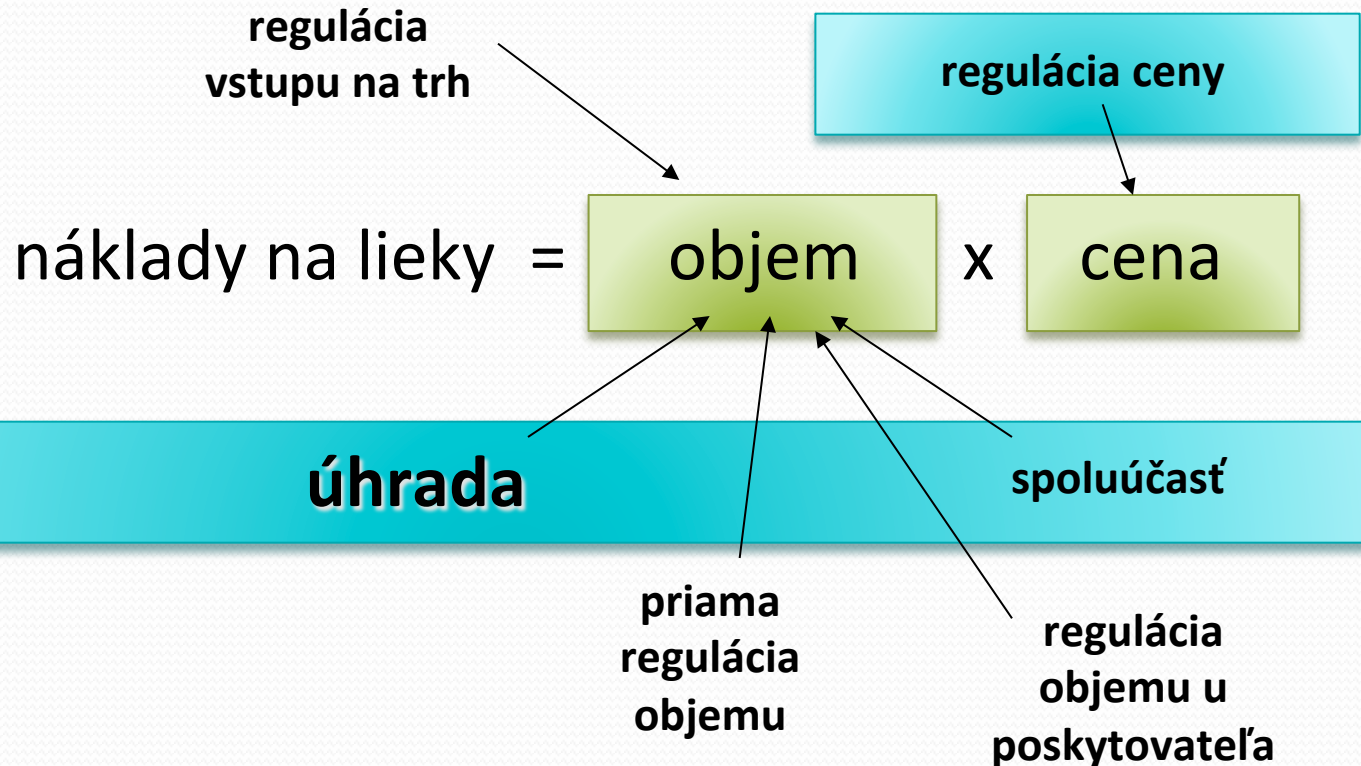 regulácia
vstupu na trh
regulácia ceny
náklady na lieky = objem x cena
úhrada
spoluúčasť
priama
regulácia
objemu
regulácia
objemu u
poskytovateľa